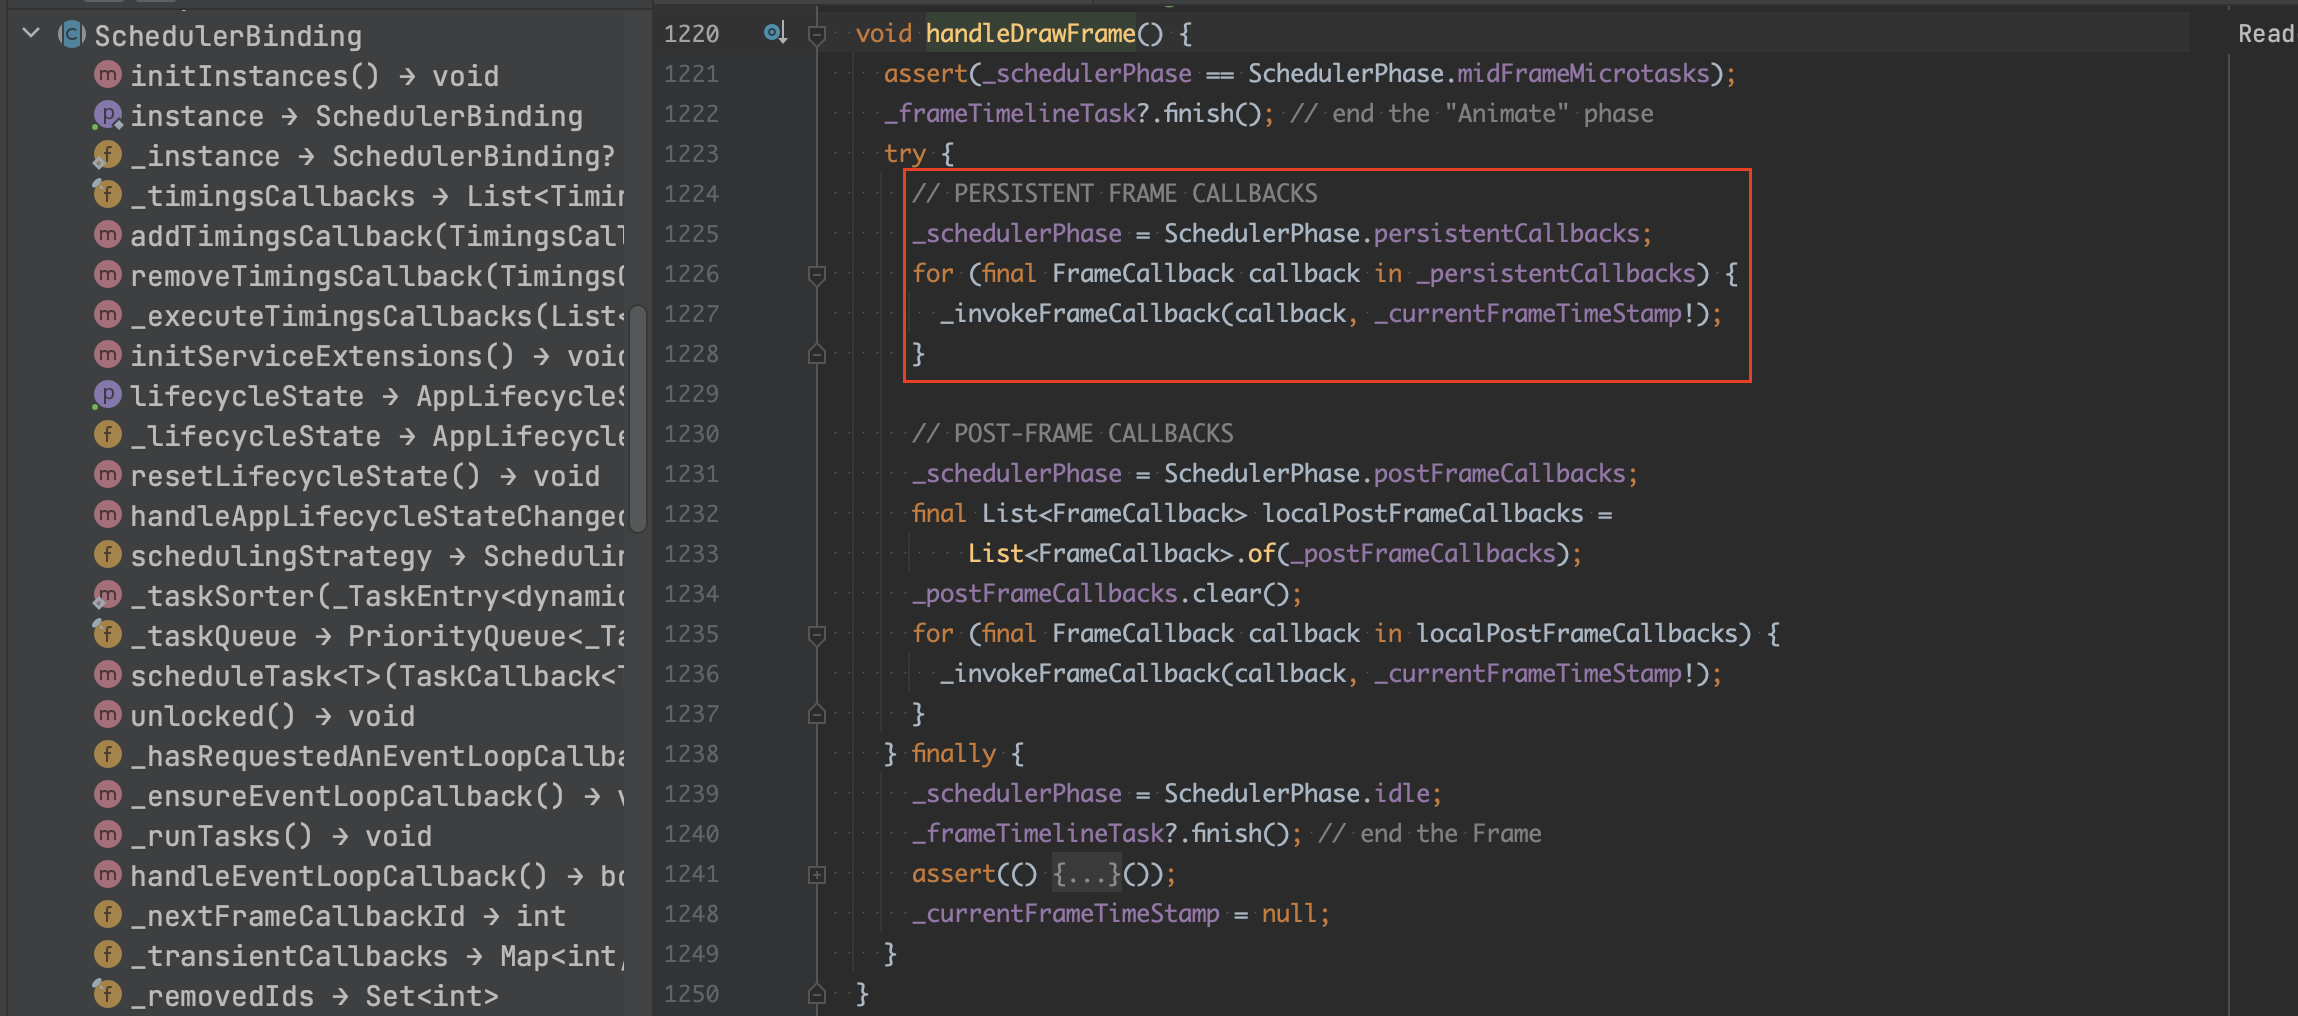 SchedulerBinding
initInstances() → void
instance → SchedulerBinding
_instance → SchedulerBinding?
_timingsCallbacks → List<Timin
addTimingsCallback(TimingsCall
removeTimingsCallback(TimingsC
_executeTimingsCallbacks(List<
initServiceExtensions() → void
lifecycleState → AppLifecycleS
_lifecycleState → AppLifecycle
resetLifecycleState() → void
handleAppLifecycleStateChanged
schedulingStrategy → Schedulin
_taskSorter(_TaskEntry<dynamic
_taskQueue → PriorityQueue<_Ta
scheduleTask<T>(TaskCallback<T
unlocked() → void
_hasRequestedAnEventLoopCallba
_ensureEventLoopCallback() → v
_runTasks() → void
handleEventLoopCallback() → bo
_nextFrameCallbackId → int
_transientCallbacks → Map<int,
_removedIds → Set<int>
1220 void handleDrawFrame() {
1221 assert(_schedulerPhase == SchedulerPhase.midFrameMicrotasks);
1222 _frameTimelineTask?.finish(); // end the "Animate" phase
1223 try {
1224 // PERSISTENT FRAME CALLBACKS
1225 _schedulerPhase = SchedulerPhase.persistentCallbacks;
1226 for (final FrameCallback callback in _persistentCallbacks) {
1227 _invokeFrameCallback(callback, _currentFrameTimeStamp!);
1228 }
1229
1230 // POST-FRAME CALLBACKS
1231 _schedulerPhase = SchedulerPhase.postFrameCallbacks;
1232 final List<FrameCallback> localPostFrameCallbacks =
1233 List<FrameCallback>.of(_postFrameCallbacks);
1234 _postFrameCallbacks.clear();
1235 for (final FrameCallback callback in localPostFrameCallbacks) {
1236 _invokeFrameCallback(callback, _currentFrameTimeStamp!);
1237 }
1238 } finally {
1239 _schedulerPhase = SchedulerPhase.idle;
1240 _frameTimelineTask?.finish(); // end the Frame
1241 assert(() {...}());
1248 _currentFrameTimeStamp = null;
1249 }
1250 }
Read